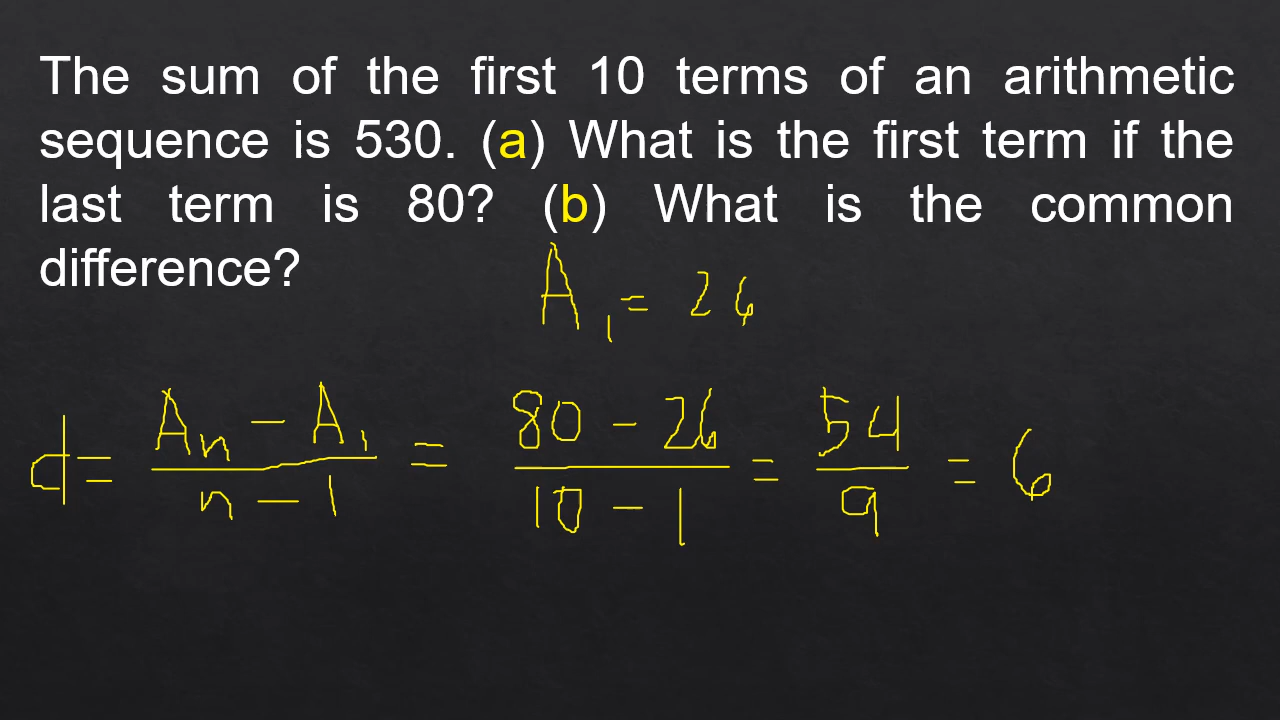 The sum of the first 10 terms of an arithmetic
sequence is 530. (a) What is the first term if the
last term is 80? (b) What is the common
difference?
A₁ = 26
d = (Aₙ - A₁)/(n - 1) = (80 - 26)/(10 - 1) = 54/9 = 6